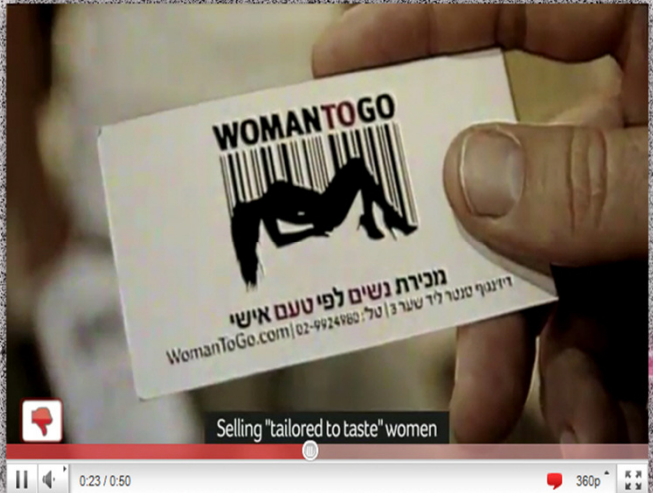 WOMANTOGO
מכירת נשים לפי טעם אישי
דיזינגוף סנטר ליד שער 3 | טל': 02-9924980 | WomanToGo.com
Selling "tailored to taste" women
0:23 / 0:50
360p